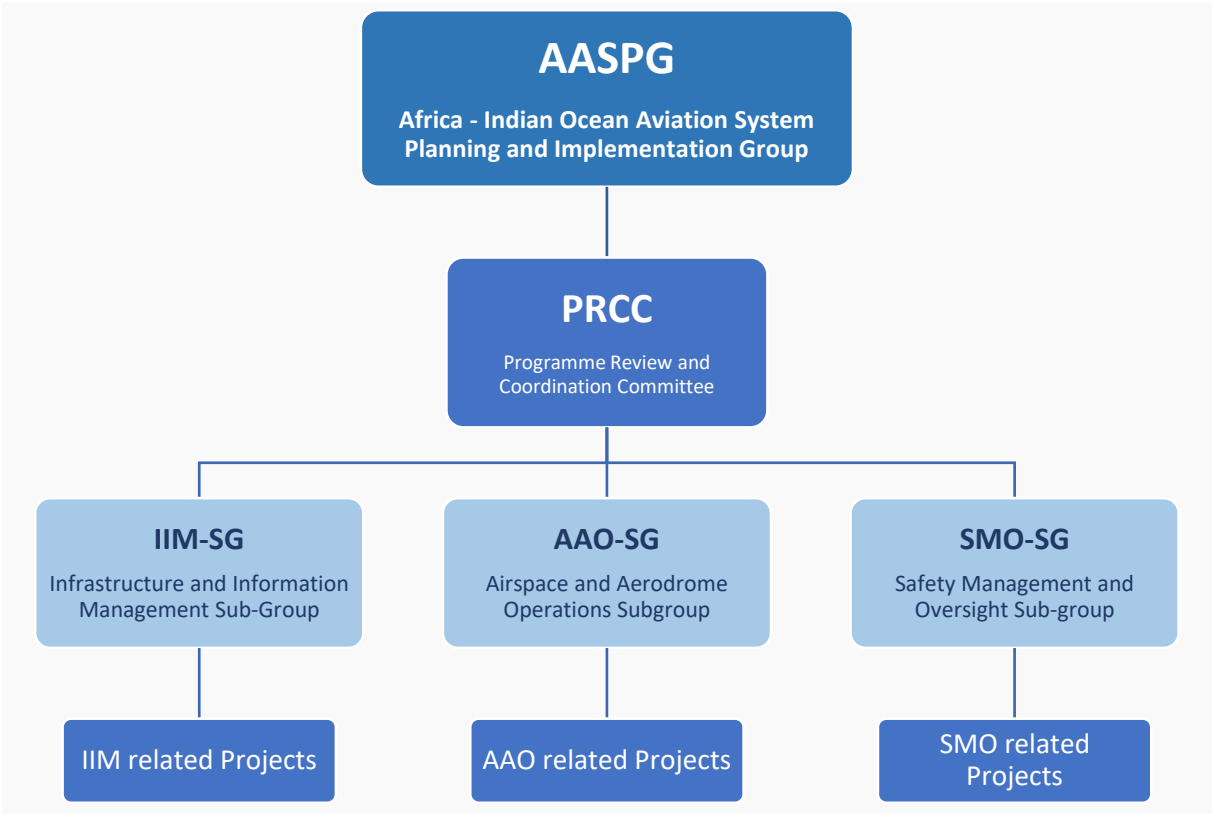 AASPG
Africa - Indian Ocean Aviation System
Planning and Implementation Group
PRCC
Programme Review and
Coordination Committee
IIM-SG
Infrastructure and Information
Management Sub-Group
AAO-SG
Airspace and Aerodrome
Operations Subgroup
SMO-SG
Safety Management and
Oversight Sub-group
IIM related Projects
AAO related Projects
SMO related
Projects